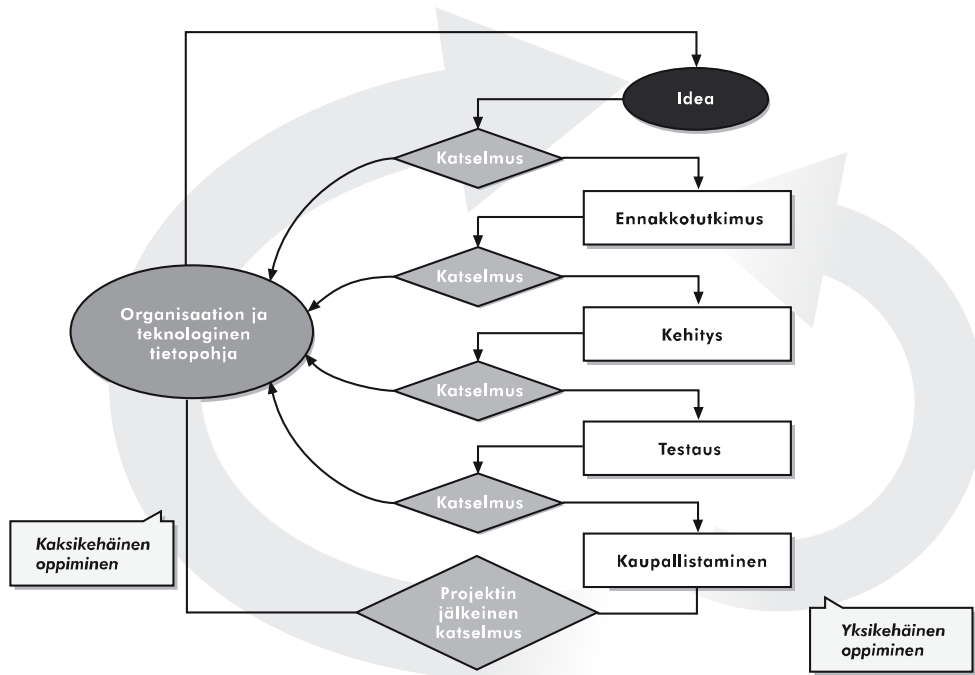 Idea
Katselmus
Ennakkotutkimus
Katselmus
Organisaation ja
teknologinen
tietopohja
Kehitys
Katselmus
Testaus
Katselmus
Kaksikehäinen
oppiminen
Kaupallistaminen
Projektin
jälkeinen
katselmus
Yksikehäinen
oppiminen